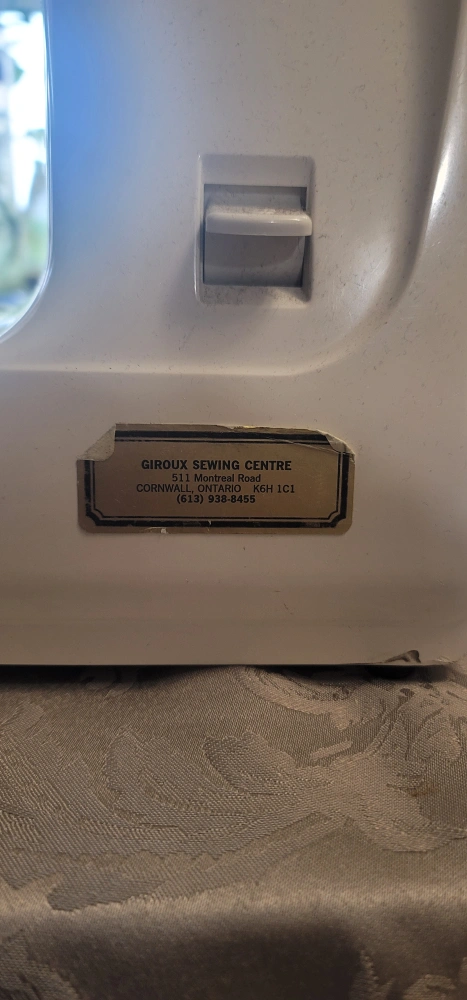 GIROUX SEWING CENTRE
511 Montreal Road
CORNWALL, ONTARIO K6H 1C1
(613) 938-8455